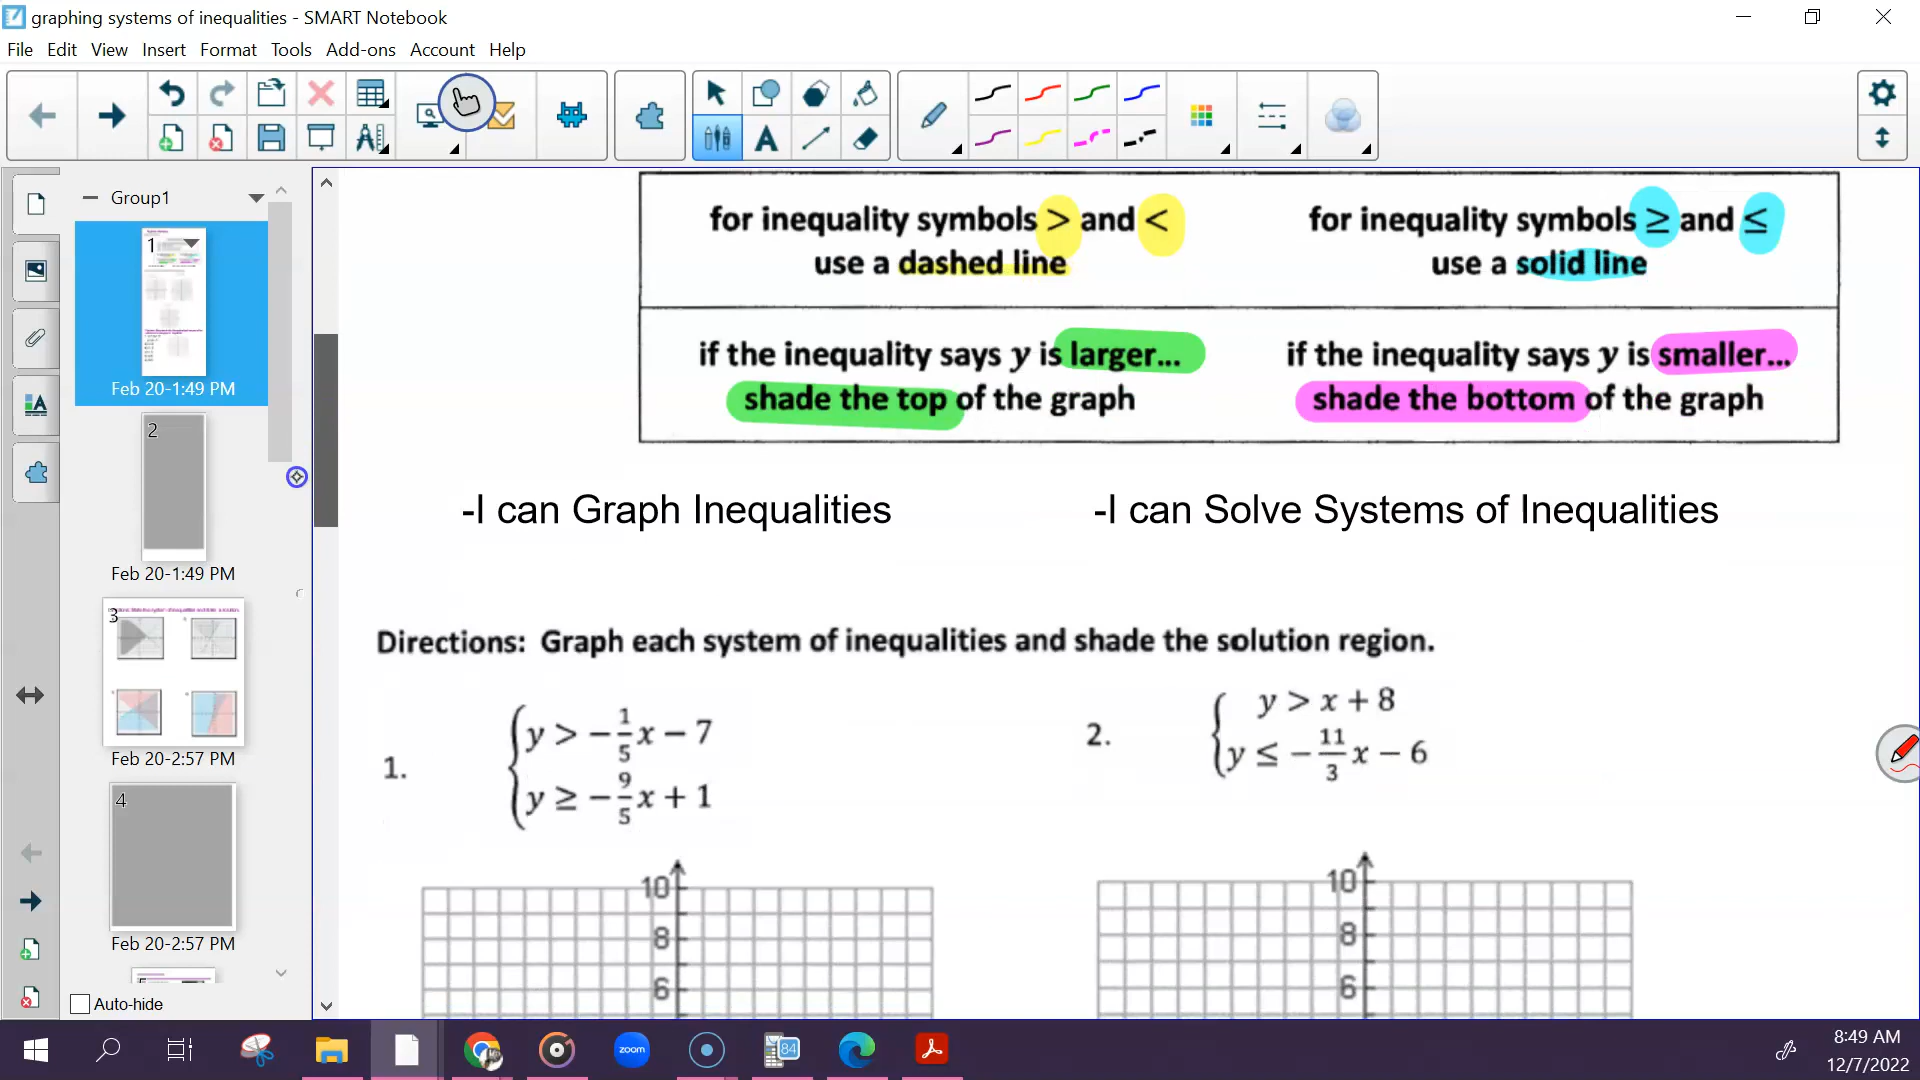 graphing systems of inequalities - SMART Notebook
File Edit View Insert Format Tools Add-ons Account Help
Group1
1
Feb 20-1:49 PM
2
Feb 20-1:49 PM
3
Feb 20-2:57 PM
4
Feb 20-2:57 PM
Auto-hide
for inequality symbols > and <
use a dashed line
for inequality symbols ≥ and ≤
use a solid line
if the inequality says y is larger...
shade the top of the graph
if the inequality says y is smaller...
shade the bottom of the graph
-I can Graph Inequalities
-I can Solve Systems of Inequalities
Directions: Graph each system of inequalities and shade the solution region.
1.
y > -1/5x - 7
y ≥ -9/5x + 1
2.
y > x + 8
y ≤ -11/3x - 6
10
8
6
10
8
6
zoom
84
8:49 AM
12/7/2022